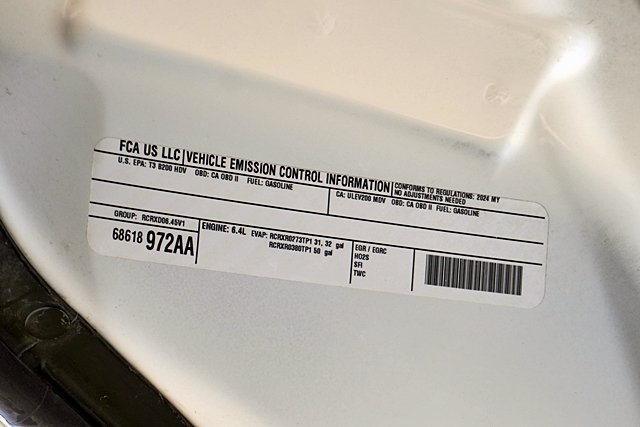 FCA US LLC VEHICLE EMISSION CONTROL INFORMATION
CONFORMS TO REGULATIONS: 2024 MY
NO ADJUSTMENTS NEEDED
U.S. EPA: T3 B200 HDV OBD: CA OBD II FUEL: GASOLINE
CA: ULEV200 MDV OBD: CA OBD II FUEL: GASOLINE
GROUP: RCRXD06.45V1
68618972AA
ENGINE: 6.4L EVAP: RCRXR0273TP1 31, 32 gal
RCRXR0380TP1 50 gal
EGR / EGRC
HO2S
SFI
TWC